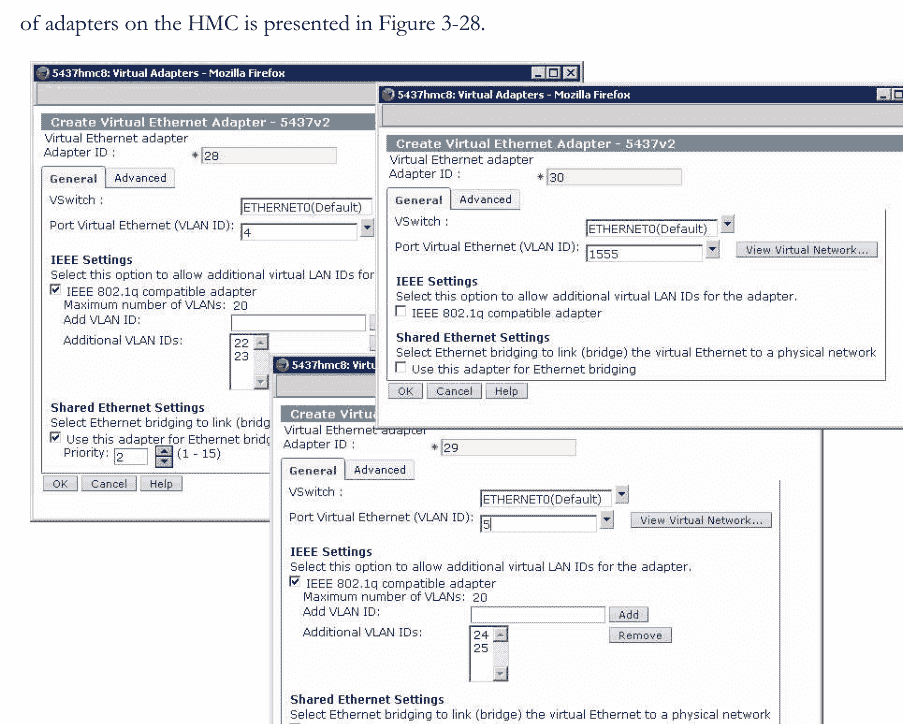 of adapters on the HMC is presented in Figure 3-28.
5437hmc8: Virtual Adapters - Mozilla Firefox
Create Virtual Ethernet Adapter - 5437v2
Virtual Ethernet adapter
Adapter ID : * 28
General Advanced
VSwitch : ETHERNET0(Default)
Port Virtual Ethernet (VLAN ID): 4
IEEE Settings
Select this option to allow additional virtual LAN IDs for
IEEE 802.1q compatible adapter
Maximum number of VLANs: 20
Add VLAN ID:
Additional VLAN IDs: 22
23
Shared Ethernet Settings
Select Ethernet bridging to link (bridg
Use this adapter for Ethernet bridg
Priority: 2 (1 - 15)
OK Cancel Help
5437hmc8: Virtual Adapters - Mozilla Firefox
Create Virtual Ethernet Adapter - 5437v2
Virtual Ethernet adapter
Adapter ID : * 30
General Advanced
VSwitch : ETHERNET0(Default)
Port Virtual Ethernet (VLAN ID): 1555 View Virtual Network...
IEEE Settings
Select this option to allow additional virtual LAN IDs for the adapter.
IEEE 802.1q compatible adapter
Shared Ethernet Settings
Select Ethernet bridging to link (bridge) the virtual Ethernet to a physical network
Use this adapter for Ethernet bridging
OK Cancel Help
5437hmc8: Virtu
Create Virtua
Virtual Ethernet adapter
Adapter ID : * 29
General Advanced
VSwitch : ETHERNET0(Default)
Port Virtual Ethernet (VLAN ID): 5 View Virtual Network...
IEEE Settings
Select this option to allow additional virtual LAN IDs for the adapter.
IEEE 802.1q compatible adapter
Maximum number of VLANs: 20
Add VLAN ID: Add
Additional VLAN IDs: 24 Remove
25
Shared Ethernet Settings
Select Ethernet bridging to link (bridge) the virtual Ethernet to a physical network